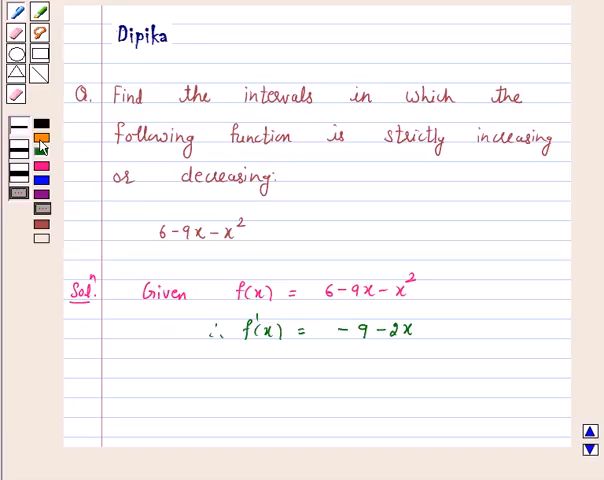 Dipika
Q. Find the intervals in which the
following function is strictly increasing
or decreasing:
6-9x-x²
Solⁿ. Given f(x) = 6-9x-x²
∴ f'(x) = -9-2x